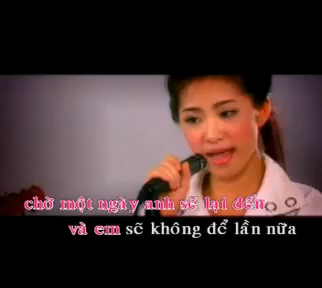 chờ một ngày anh sẽ lại đến
và em sẽ không để lần nữa